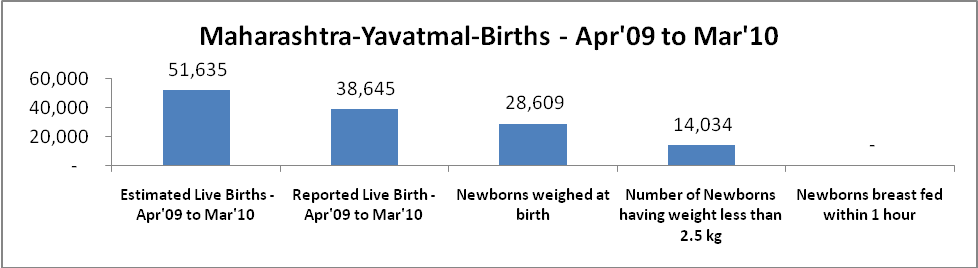 Maharashtra-Yavatmal-Births - Apr'09 to Mar'10
60,000
40,000
20,000
-
51,635
38,645
28,609
14,034
-
Estimated Live Births -
Apr'09 to Mar'10
Reported Live Birth -
Apr'09 to Mar'10
Newborns weighed at
birth
Number of Newborns
having weight less than
2.5 kg
Newborns breast fed
within 1 hour